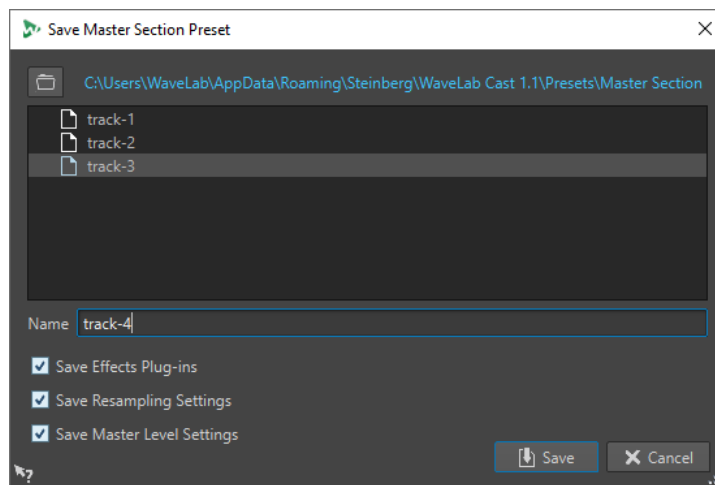 Save Master Section Preset
C:\Users\WaveLab\AppData\Roaming\Steinberg\WaveLab Cast 1.1\Presets\Master Section
track-1
track-2
track-3
Name track-4
Save Effects Plug-ins
Save Resampling Settings
Save Master Level Settings
Save Cancel
?